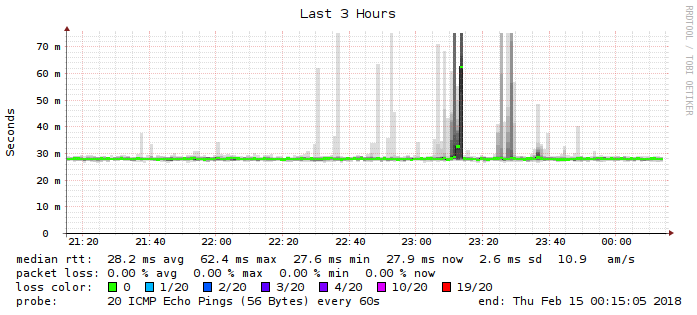 Last 3 Hours
RRDTOOL / TOBI OETIKER
Seconds
70 m
60 m
50 m
40 m
30 m
20 m
10 m
0
21:20 21:40 22:00 22:20 22:40 23:00 23:20 23:40 00:00
median rtt: 28.2 ms avg 62.4 ms max 27.6 ms min 27.9 ms now 2.6 ms sd 10.9 am/s
packet loss: 0.00 % avg 0.00 % max 0.00 % min 0.00 % now
loss color: 0 1/20 2/20 3/20 4/20 10/20 19/20
probe: 20 ICMP Echo Pings (56 Bytes) every 60s end: Thu Feb 15 00:15:05 2018